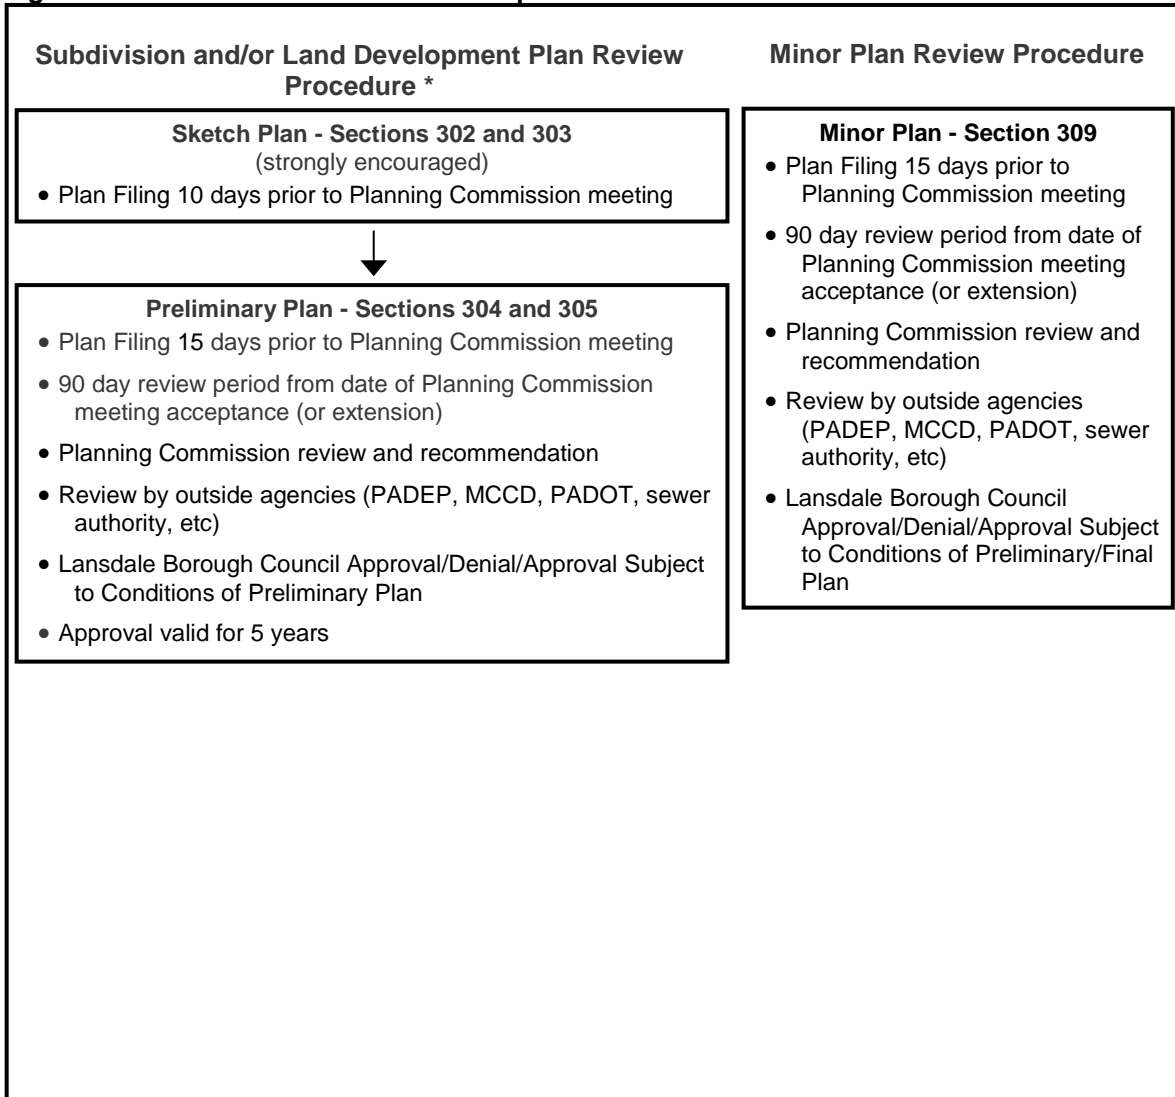 Subdivision and/or Land Development Plan Review
Procedure *
Sketch Plan - Sections 302 and 303
(strongly encouraged)
• Plan Filing 10 days prior to Planning Commission meeting
Preliminary Plan - Sections 304 and 305
• Plan Filing 15 days prior to Planning Commission meeting
• 90 day review period from date of Planning Commission
meeting acceptance (or extension)
• Planning Commission review and recommendation
• Review by outside agencies (PADEP, MCCD, PADOT, sewer
authority, etc)
• Lansdale Borough Council Approval/Denial/Approval Subject
to Conditions of Preliminary Plan
• Approval valid for 5 years
Minor Plan Review Procedure
Minor Plan - Section 309
• Plan Filing 15 days prior to
Planning Commission meeting
• 90 day review period from date of
Planning Commission meeting
acceptance (or extension)
• Planning Commission review and
recommendation
• Review by outside agencies
(PADEP, MCCD, PADOT, sewer
authority, etc)
• Lansdale Borough Council
Approval/Denial/Approval Subject
to Conditions of Preliminary/Final
Plan